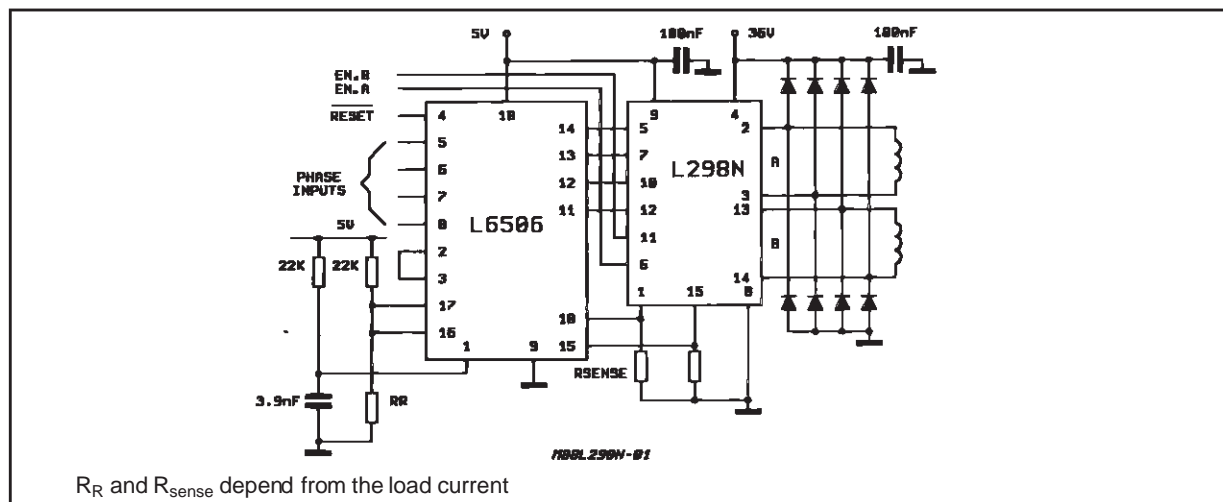 5V
100nF
36V
100nF
EN.B
EN.A
RESET
4
18
9
4
5
14
5
2
6
13
7
A
PHASE
INPUTS
12
10
L298N
7
3
11
12
13
8
L6506
5V
11
B
22K
22K
2
6
3
14
1
15
8
17
10
16
1
9
15
RSENSE
3.9nF
RR
M88L298N-01
RR and Rsense depend from the load current